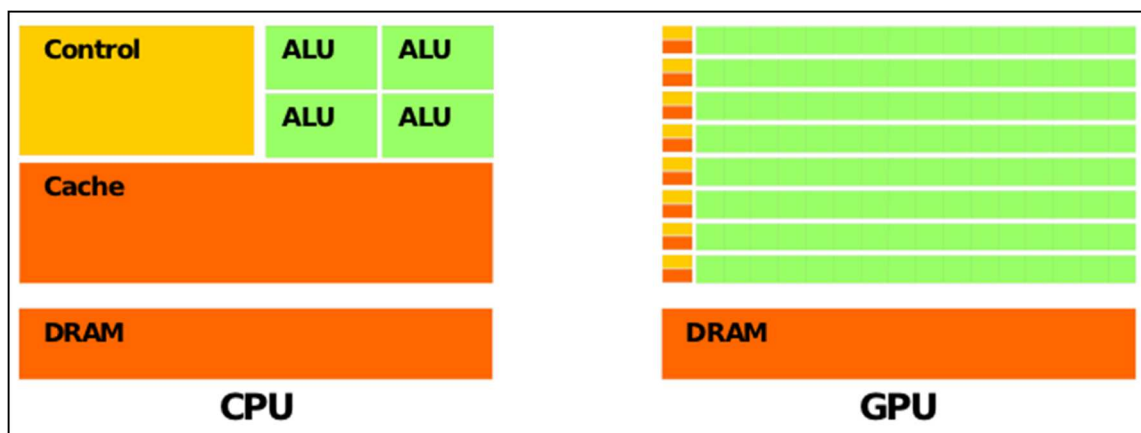 Control
ALU ALU
ALU ALU
Cache
DRAM
CPU
DRAM
GPU